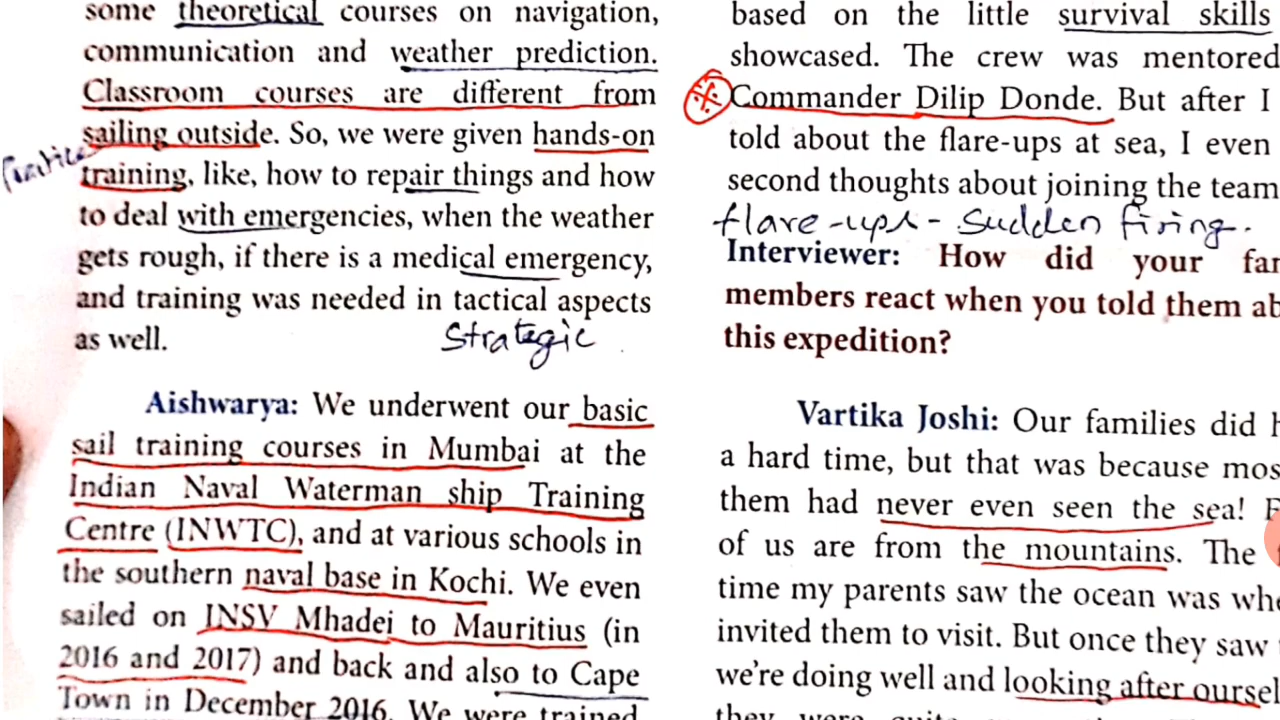 some theoretical courses on navigation,
communication and weather prediction.
Classroom courses are different from
sailing outside. So, we were given hands-on
training, like, how to repair things and how
to deal with emergencies, when the weather
gets rough, if there is a medical emergency,
and training was needed in tactical aspects
as well.
Strategic
Aishwarya: We underwent our basic
sail training courses in Mumbai at the
Indian Naval Waterman ship Training
Centre (INWTC), and at various schools in
the southern naval base in Kochi. We even
sailed on INSV Mhadei to Mauritius (in
2016 and 2017) and back and also to Cape
Town in December 2016. We were trained
based on the little survival skills
showcased. The crew was mentored
Commander Dilip Donde. But after I
told about the flare-ups at sea, I even
second thoughts about joining the team
flare-ups - Sudden firing.
Interviewer: How did your
members react when you told them
this expedition?
Vartika Joshi: Our families did
a hard time, but that was because
them had never even seen the sea!
of us are from the mountains. The
time my parents saw the ocean was
invited them to visit. But once they saw
we're doing well and looking after
they were quite